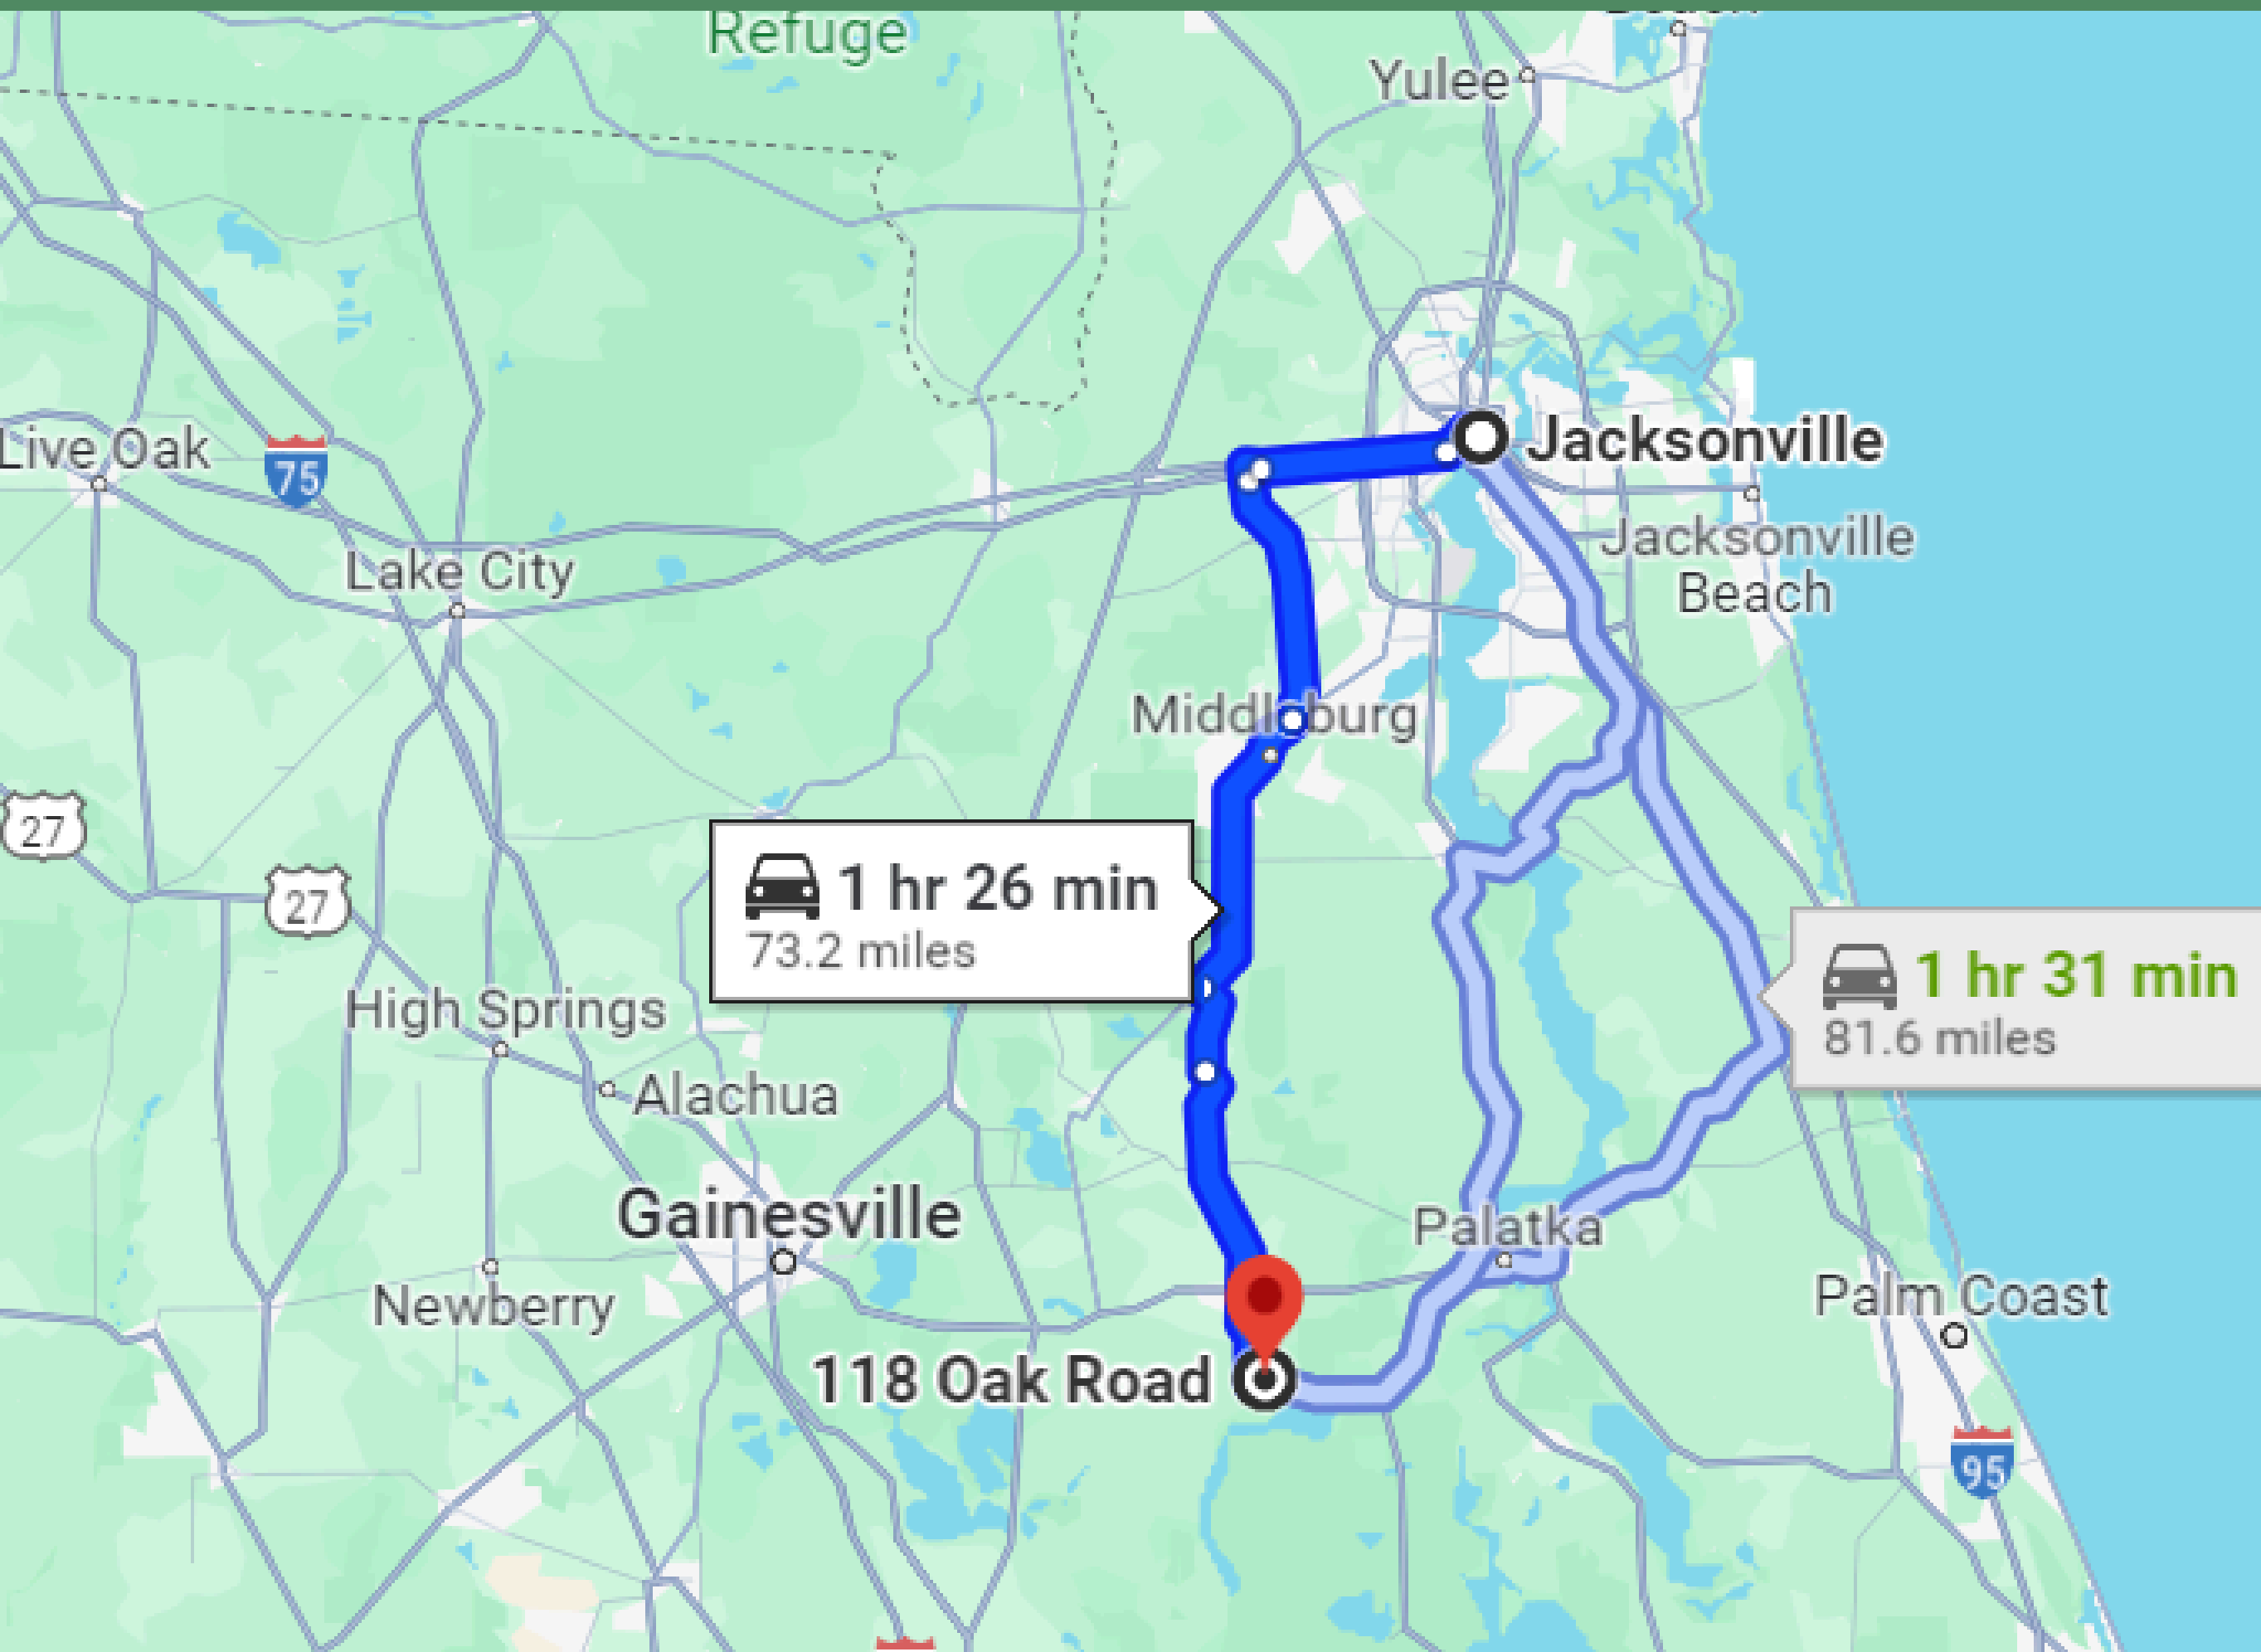 Refuge
Yulee
Live Oak
75
Jacksonville
Jacksonville
Beach
Lake City
Middleburg
27
27
1 hr 26 min
73.2 miles
1 hr 31 min
81.6 miles
High Springs
Alachua
Gainesville
Palatka
Newberry
Palm Coast
118 Oak Road
95